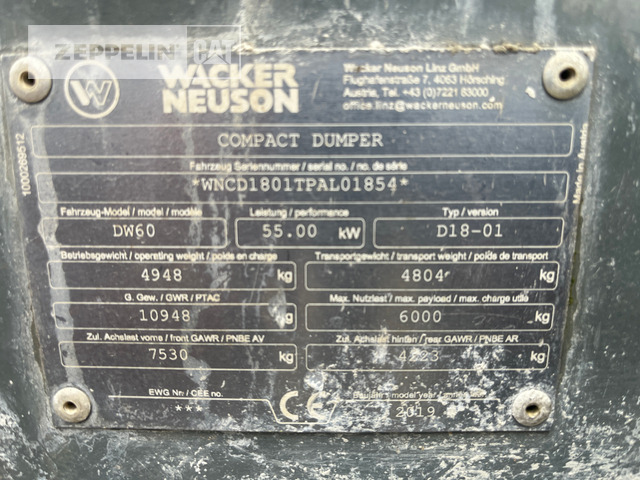 ZEPPELIN CAT
WACKER
NEUSON
Wacker Neuson Linz GmbH
Flughafenstraße 7, 4063 Hörsching
Austria, Tel. +43 (0)7221 63000
office.linz@wackerneuson.com
COMPACT DUMPER
Fahrzeug Seriennummer / serial no. / no. de série
*WNCD1801TPAL01854*
Fahrzeug-Model / model / modèle
Leistung / performance
Typ / version
DW60
55.00 kW
D18-01
Betriebsgewicht / operating weight / poids en charge
Transportgewicht / transport weight / poids de transport
4948 kg
4804 kg
G. Gew. / GWR / PTAC
Max. Nutzlast / max. payload / max. charge utile
10948 kg
6000 kg
Zul. Achslast vorne / front GAWR / PNBE AV
Zul. Achslast hinten / rear GAWR / PNBE AR
7530 kg
4223 kg
EWG Nr. / CEE no.
***
CE
Baujahr / model year /
2019
1000269512
Made in Austria